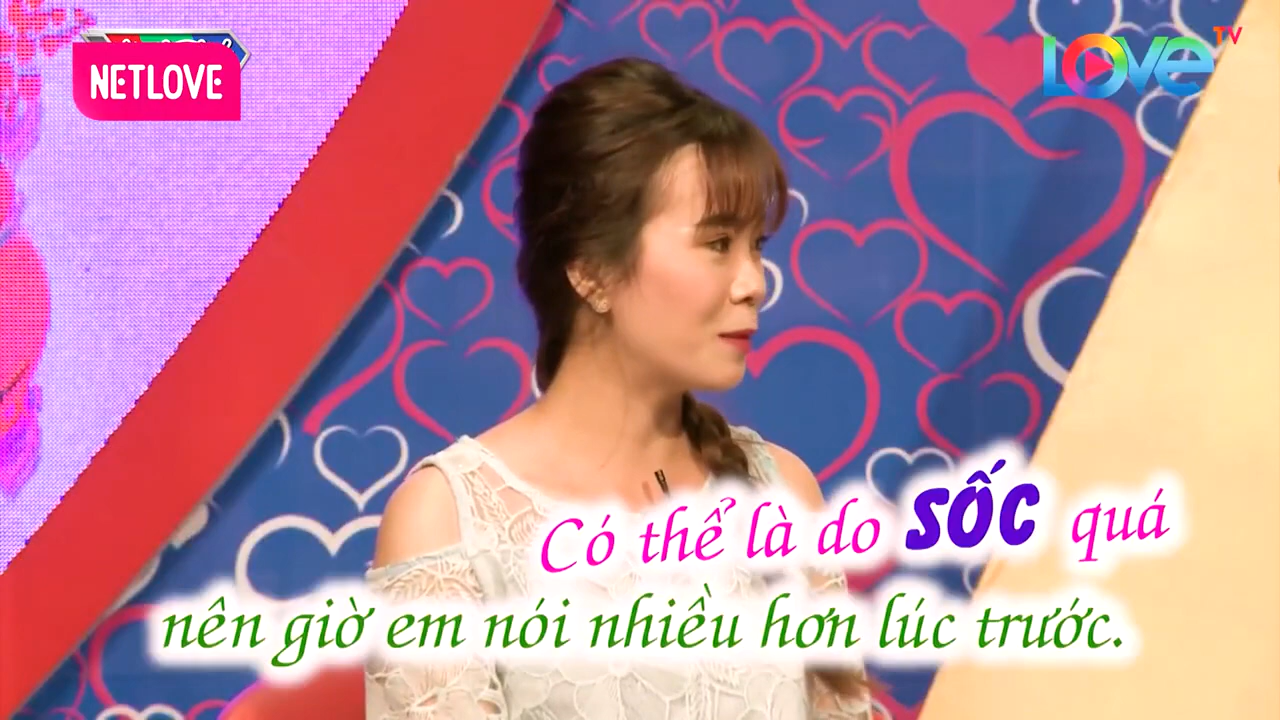 NETLOVE
LOVE TV
Có thể là do SỐC quá
nên giờ em nói nhiều hơn lúc trước.